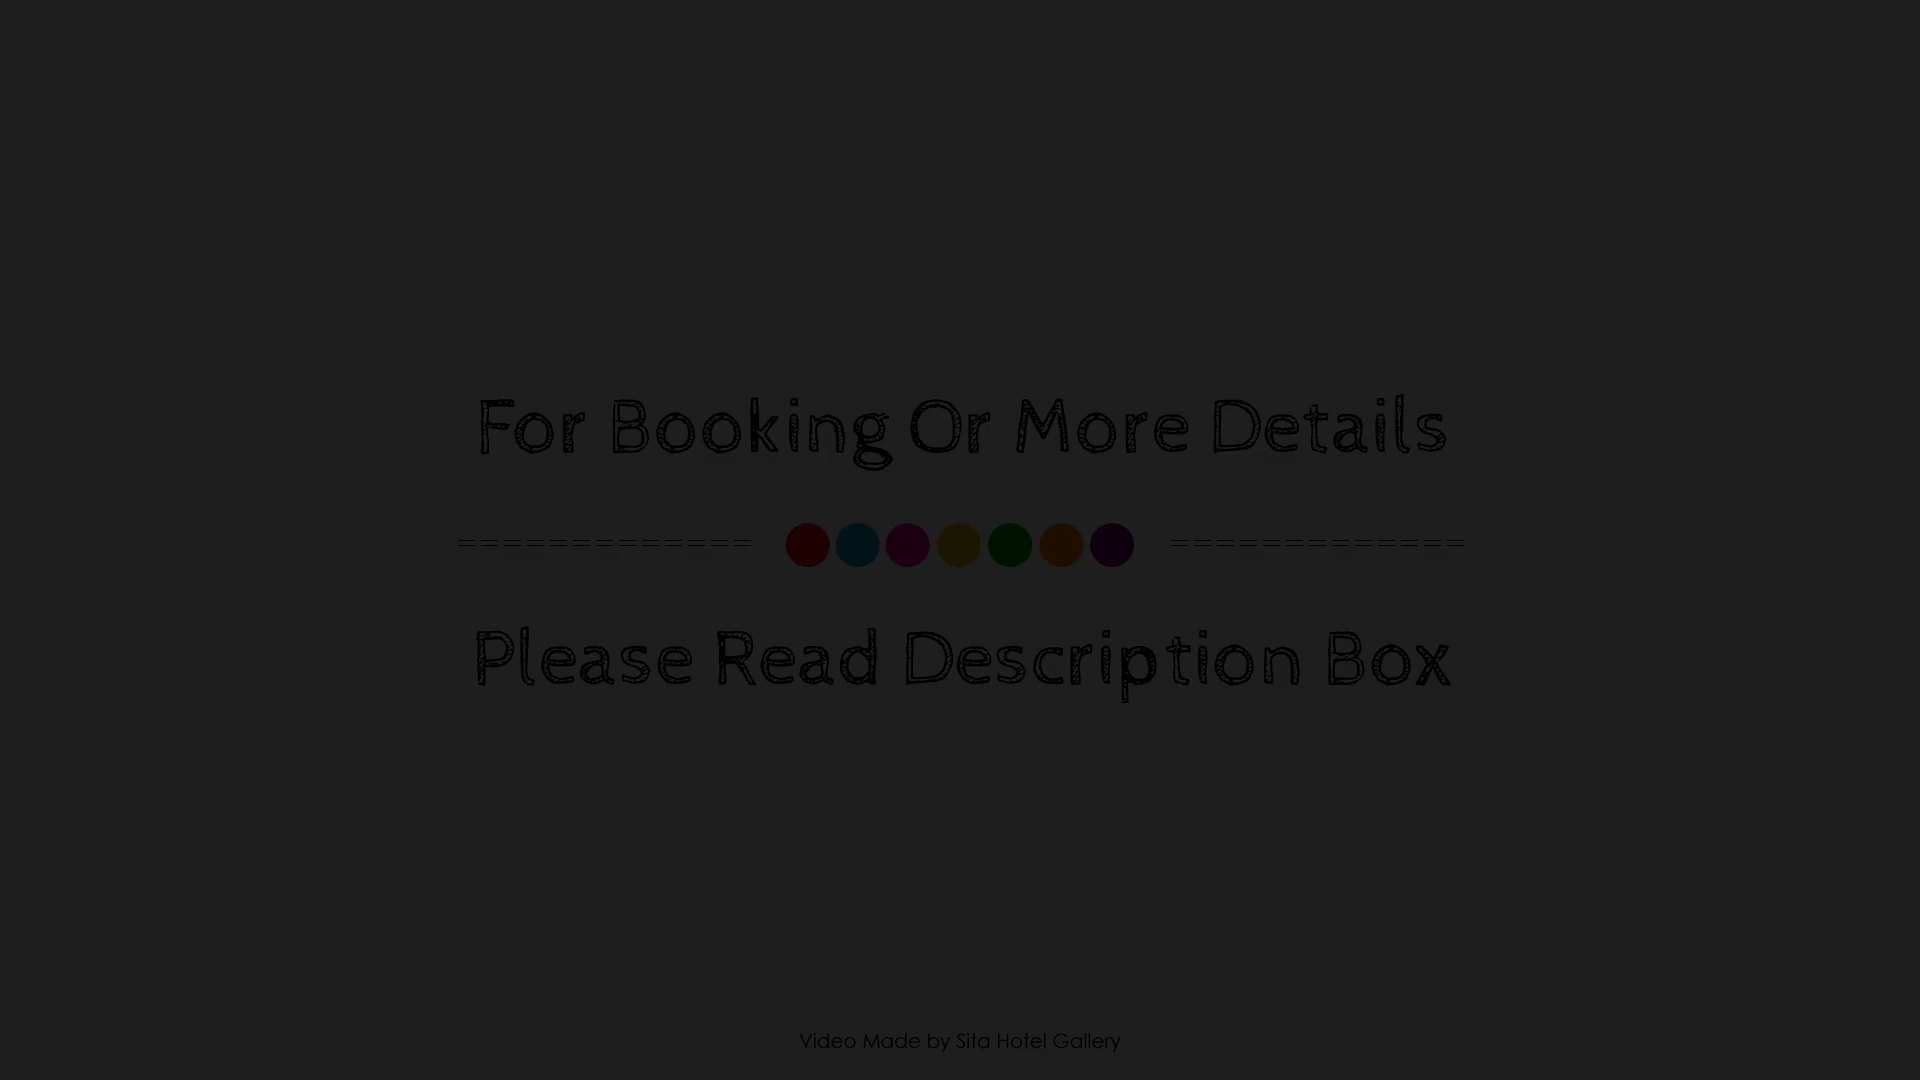 For Booking Or More Details
============= =============
Please Read Description Box
Video Made by Sita Hotel Gallery